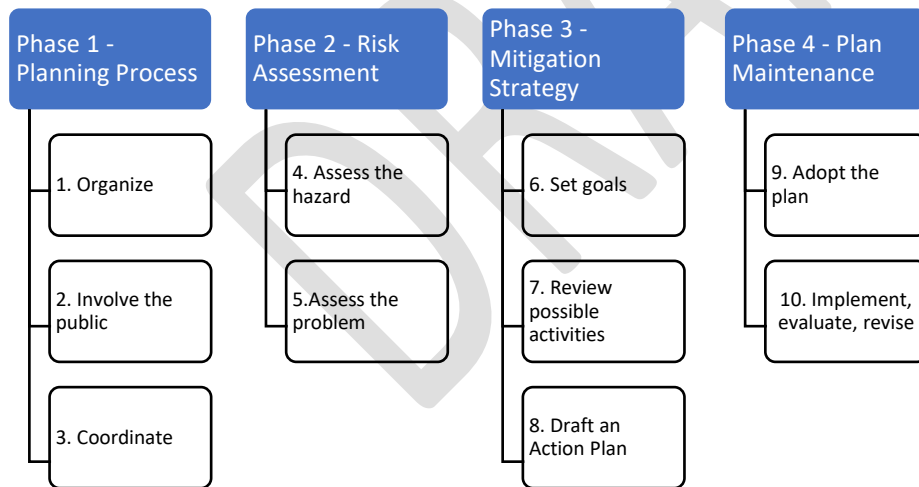 Phase 1 -
Planning Process
1. Organize
2. Involve the
public
3. Coordinate
Phase 2 - Risk
Assessment
4. Assess the
hazard
5.Assess the
problem
Phase 3 -
Mitigation
Strategy
6. Set goals
7. Review
possible
activities
8. Draft an
Action Plan
Phase 4 - Plan
Maintenance
9. Adopt the
plan
10. Implement,
evaluate, revise
DRA